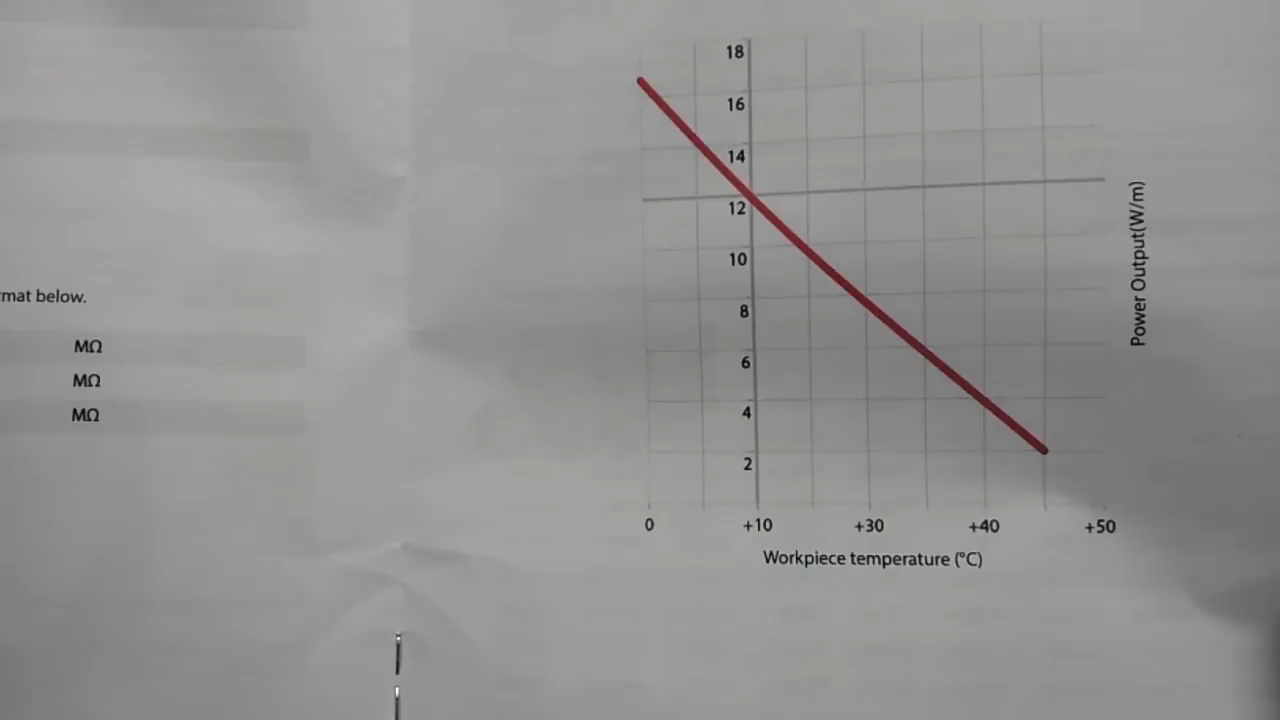 rmat below.
MΩ
MΩ
MΩ
18
16
14
12
10
8
6
4
2
0 +10 +30 +40 +50
Workpiece temperature (°C)
Power Output(W/m)